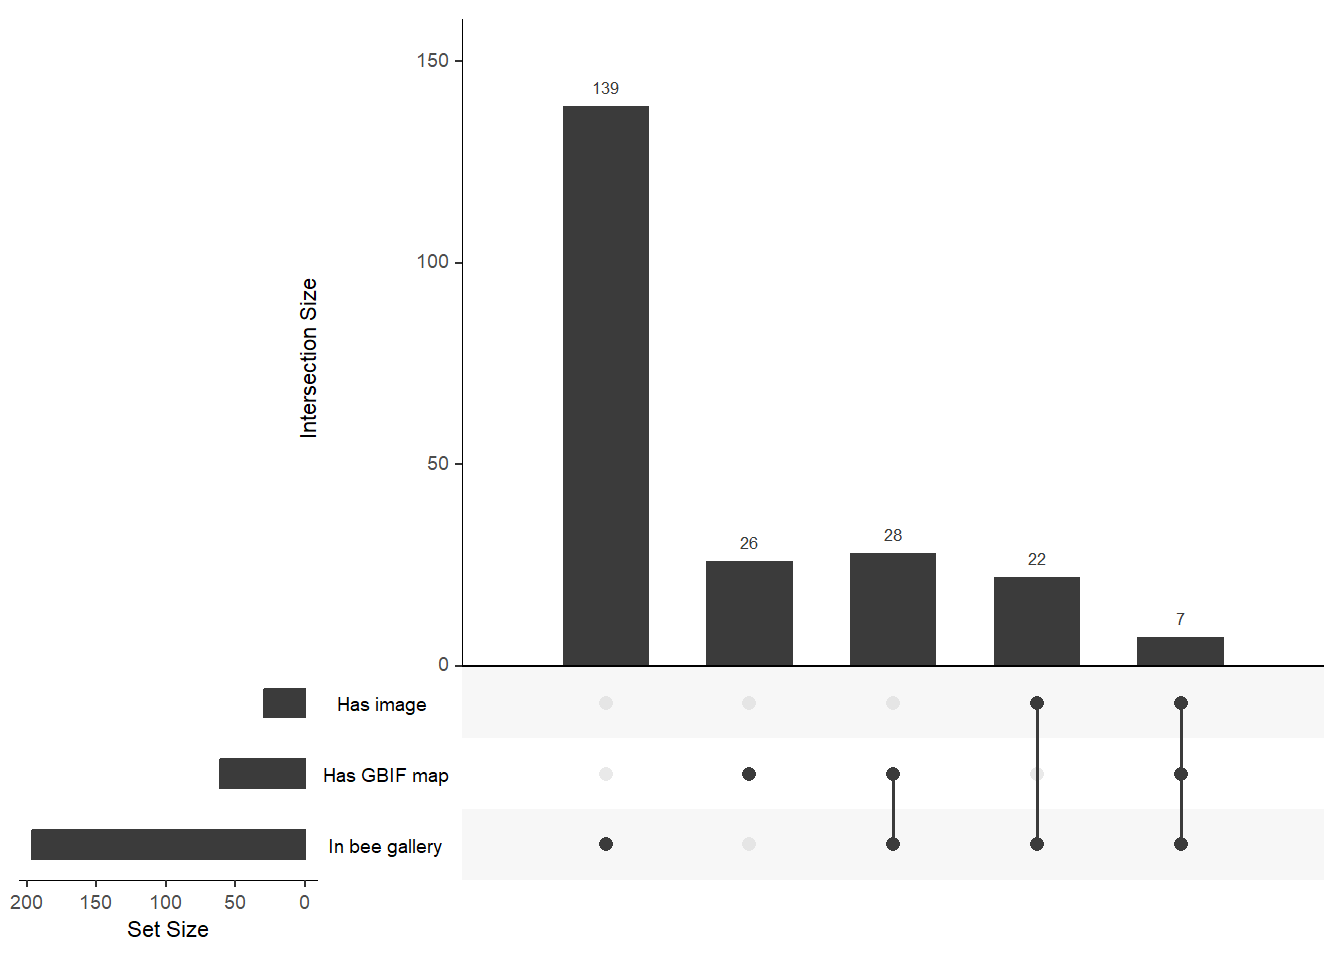 150
139
100
Intersection Size
50
28
26
22
7
0
Has image
Has GBIF map
In bee gallery
200 150 100 50 0
Set Size